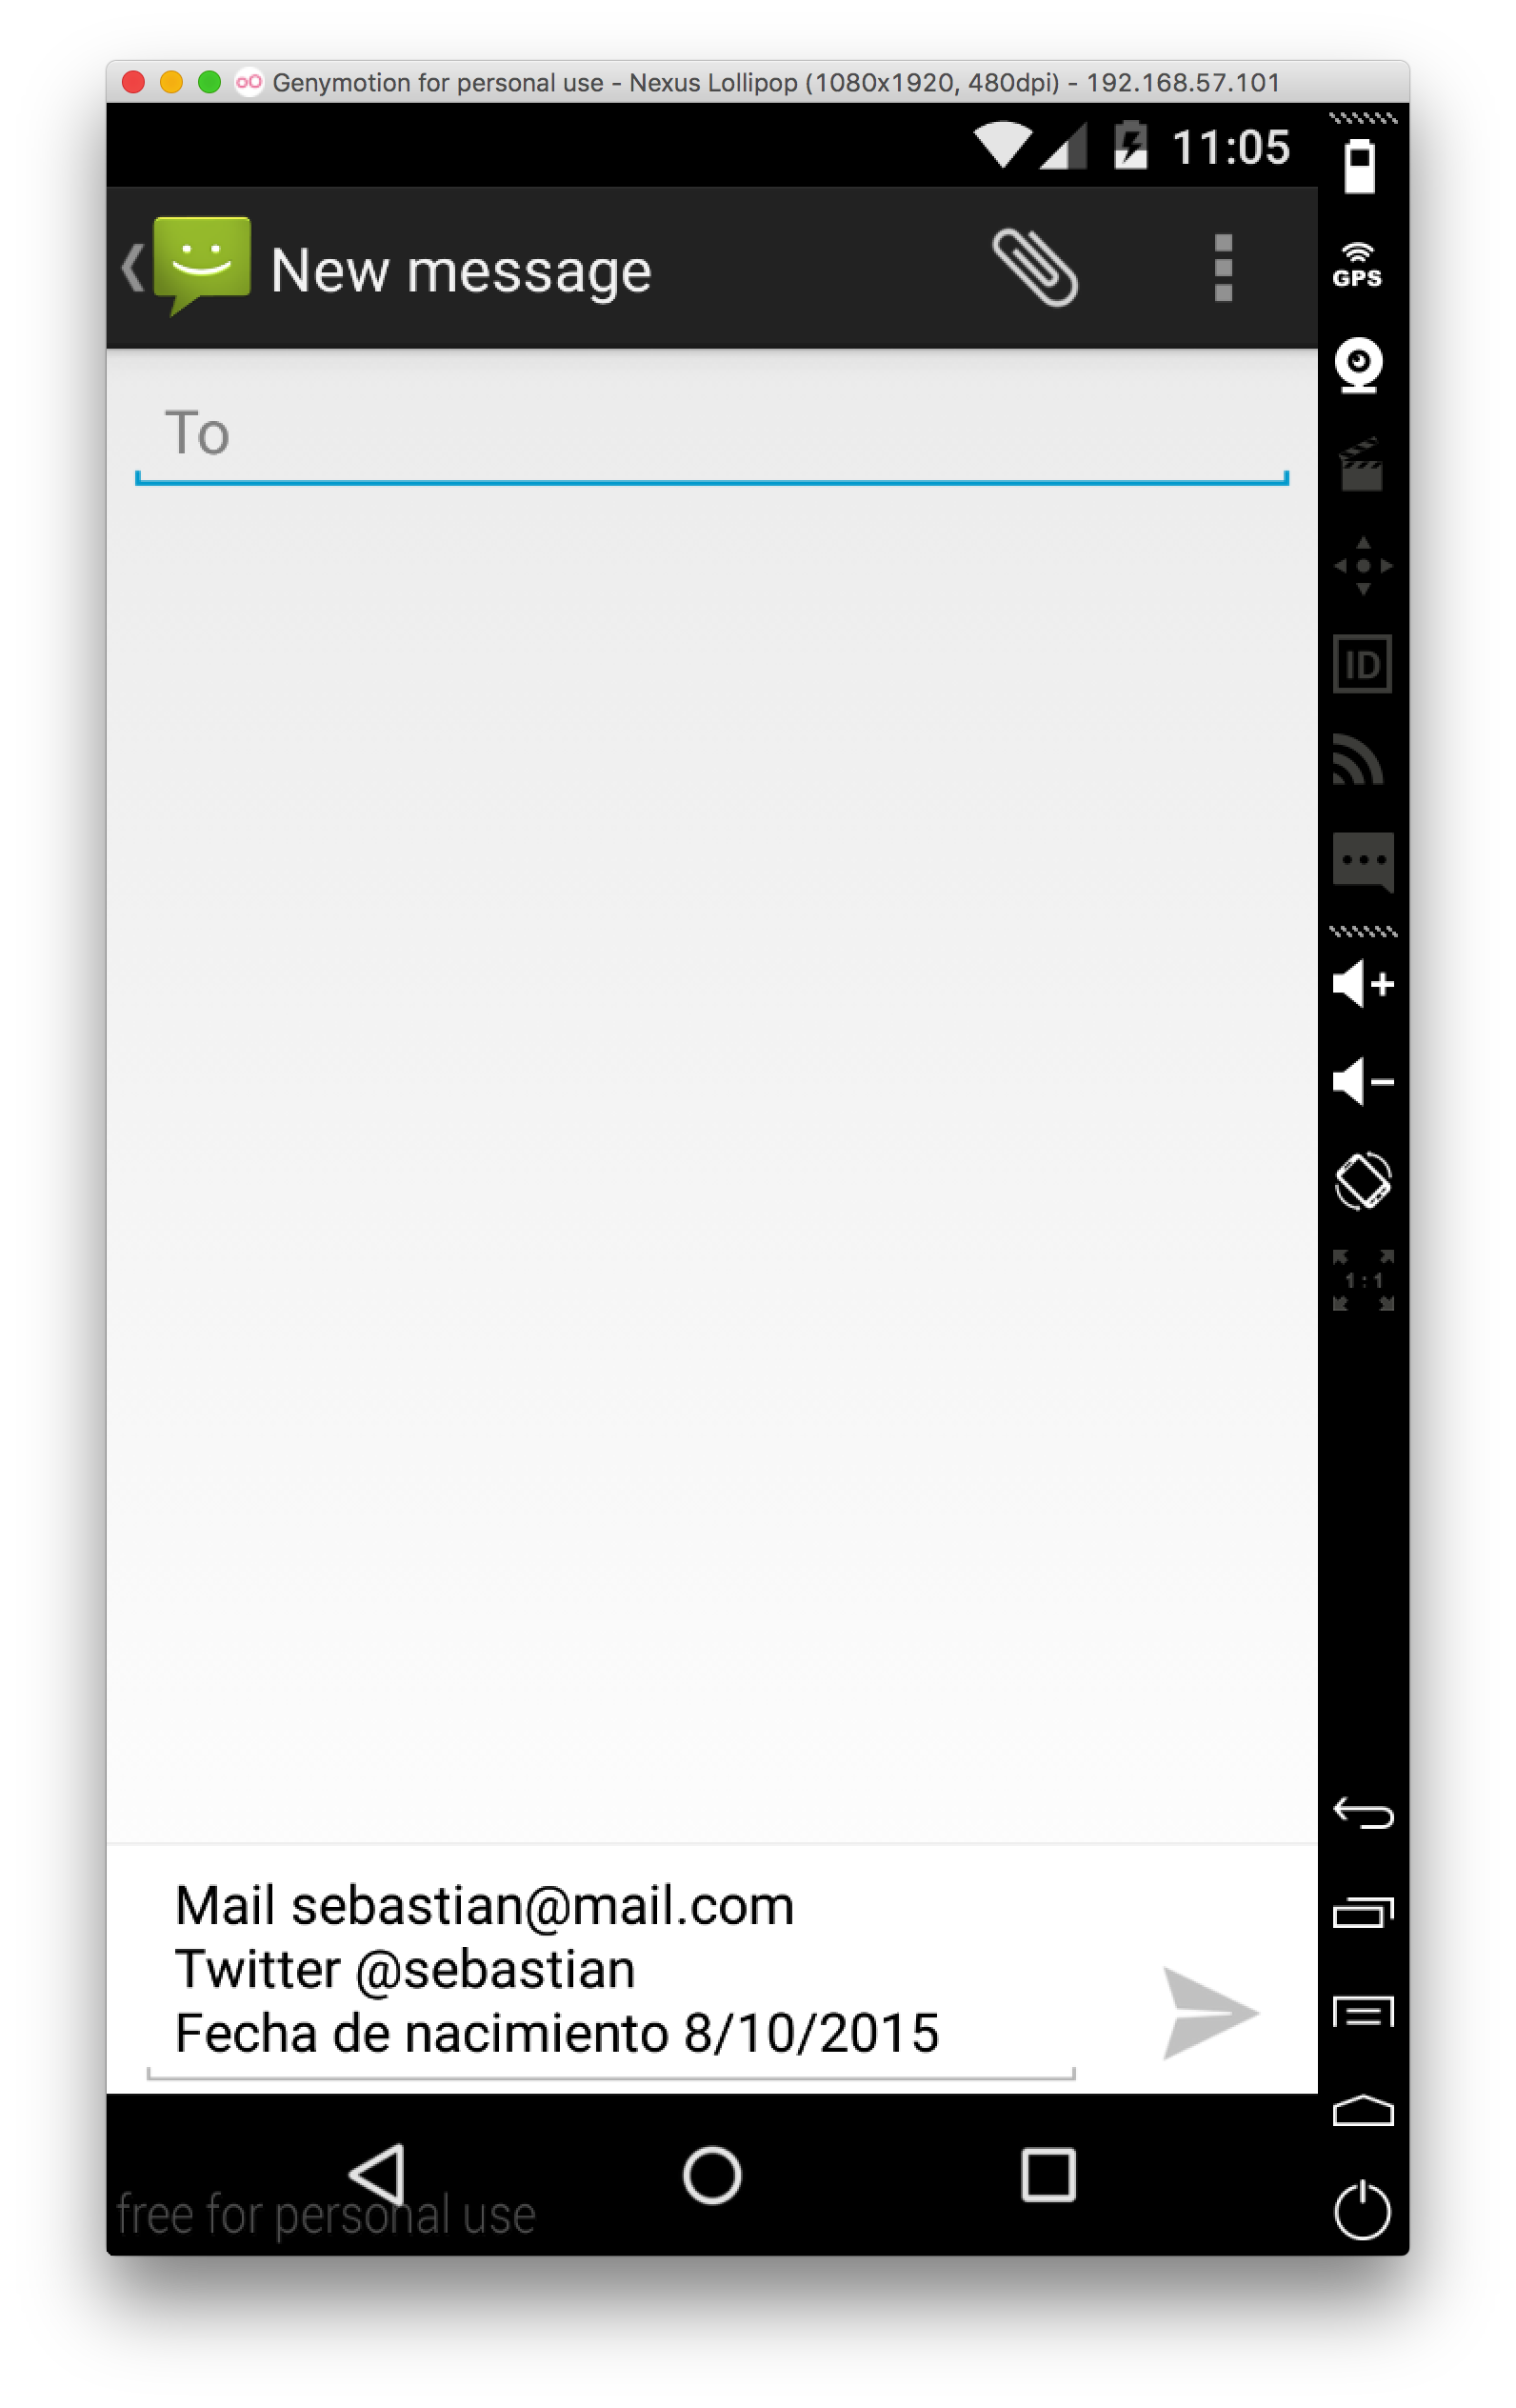 Genymotion for personal use - Nexus Lollipop (1080x1920, 480dpi) - 192.168.57.101
11:05
GPS
New message
To
ID
1:1
Mail sebastian@mail.com
Twitter @sebastian
Fecha de nacimiento 8/10/2015
free for personal use